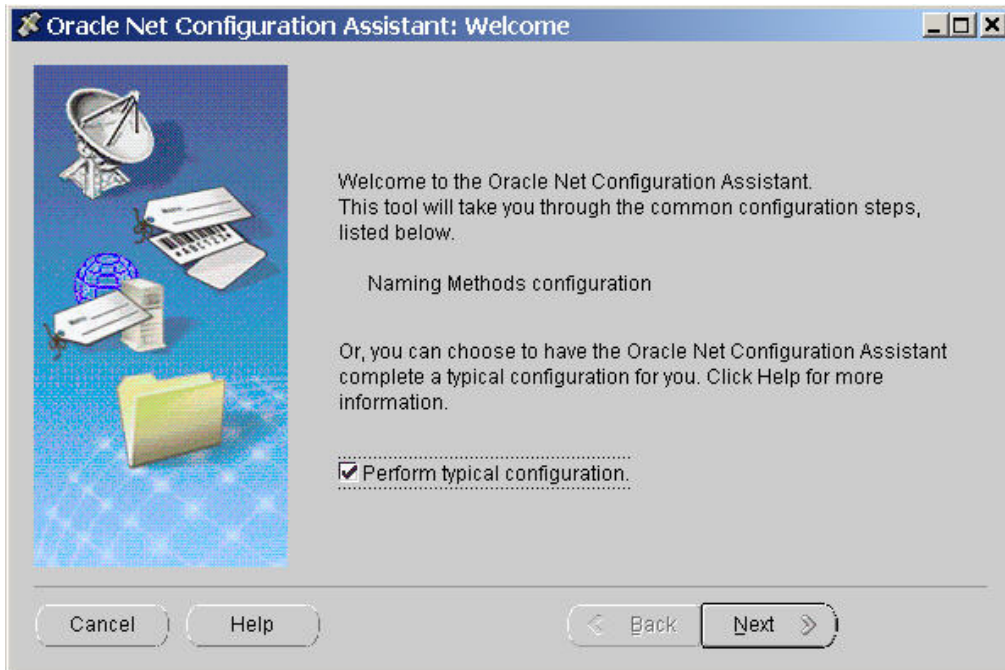 Oracle Net Configuration Assistant: Welcome
Welcome to the Oracle Net Configuration Assistant.
This tool will take you through the common configuration steps,
listed below.
Naming Methods configuration
Or, you can choose to have the Oracle Net Configuration Assistant
complete a typical configuration for you. Click Help for more
information.
Perform typical configuration.
Cancel
Help
Back
Next